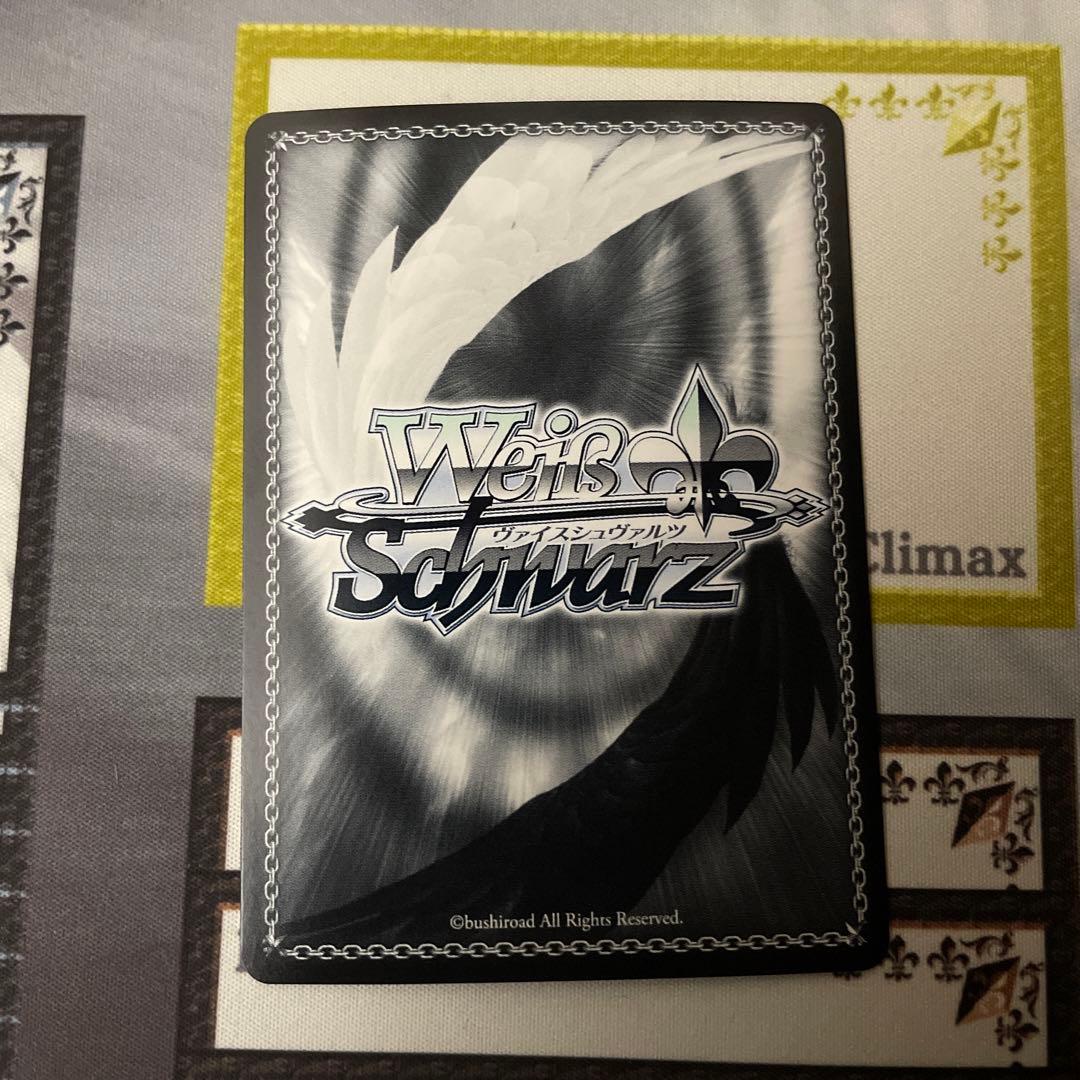 Weiß
ヴァイスシュヴァルツ
Schwarz
Climax
©bushiroad All Rights Reserved.